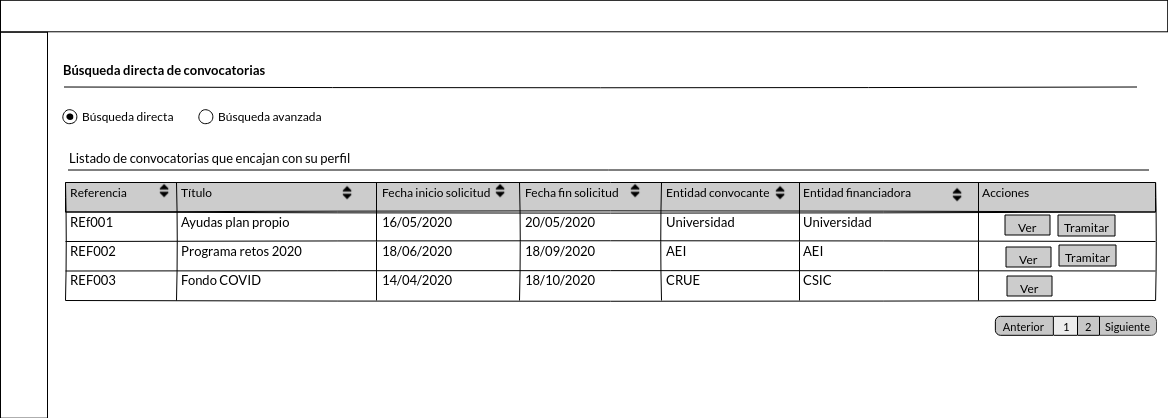 Búsqueda directa de convocatorias
Búsqueda directa Búsqueda avanzada
Listado de convocatorias que encajan con su perfil
Referencia Título Fecha inicio solicitud Fecha fin solicitud Entidad convocante Entidad financiadora Acciones
REf001 Ayudas plan propio 16/05/2020 20/05/2020 Universidad Universidad Ver Tramitar
REF002 Programa retos 2020 18/06/2020 18/09/2020 AEI AEI Ver Tramitar
REF003 Fondo COVID 14/04/2020 18/10/2020 CRUE CSIC Ver
Anterior 1 2 Siguiente